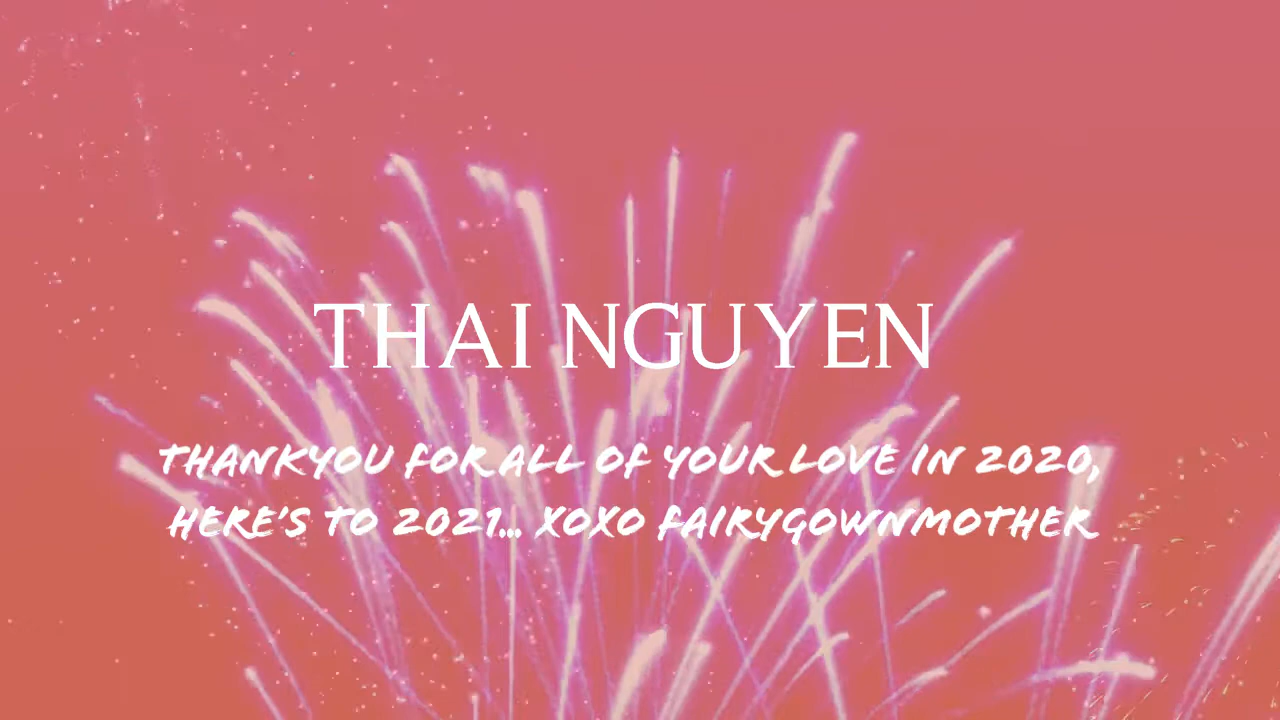 THAI NGUYEN
THANKYOU FOR ALL OF YOUR LOVE IN 2020,
HERE'S TO 2021... XOXO FAIRYGOWNMOTHER